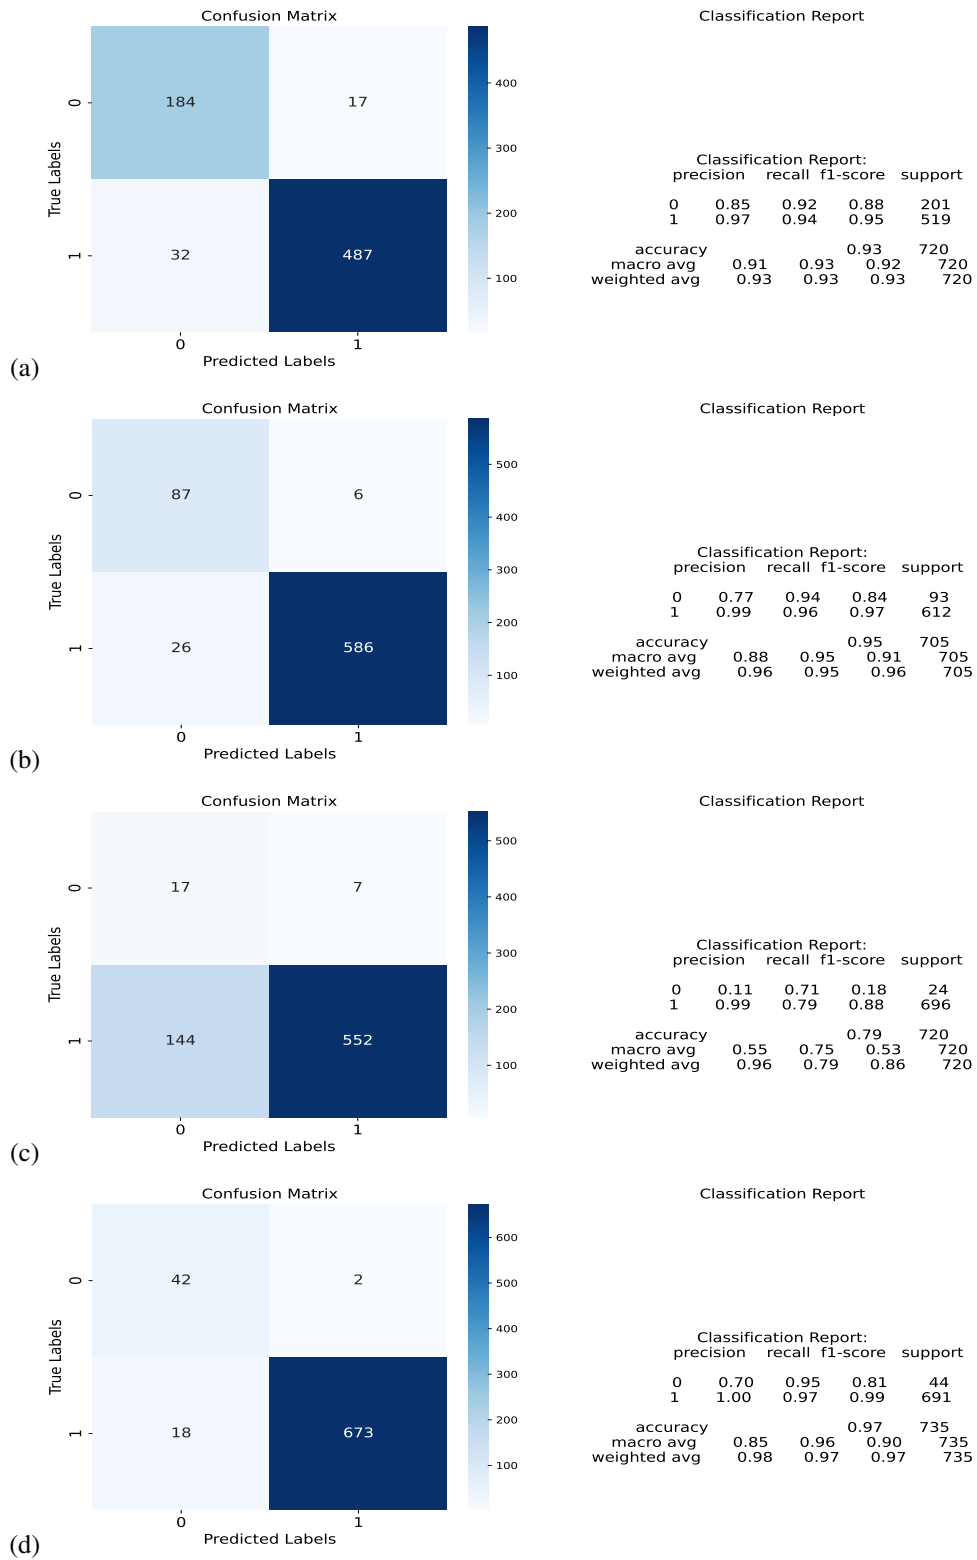 Confusion Matrix
Classification Report
0
184
17
400
300
200
100
True Labels
1
32
487
0 1
Predicted Labels
Classification Report:
precision recall f1-score support
0 0.85 0.92 0.88 201
1 0.97 0.94 0.95 519
accuracy 0.93 720
macro avg 0.91 0.93 0.92 720
weighted avg 0.93 0.93 0.93 720
(a)
Confusion Matrix
Classification Report
0
87
6
500
400
300
200
100
True Labels
1
26
586
0 1
Predicted Labels
Classification Report:
precision recall f1-score support
0 0.77 0.94 0.84 93
1 0.99 0.96 0.97 612
accuracy 0.95 705
macro avg 0.88 0.95 0.91 705
weighted avg 0.96 0.95 0.96 705
(b)
Confusion Matrix
Classification Report
0
17
7
500
400
300
200
100
True Labels
1
144
552
0 1
Predicted Labels
Classification Report:
precision recall f1-score support
0 0.11 0.71 0.18 24
1 0.99 0.79 0.88 696
accuracy 0.79 720
macro avg 0.55 0.75 0.53 720
weighted avg 0.96 0.79 0.86 720
(c)
Confusion Matrix
Classification Report
0
42
2
600
500
400
300
200
100
True Labels
1
18
673
0 1
Predicted Labels
Classification Report:
precision recall f1-score support
0 0.70 0.95 0.81 44
1 1.00 0.97 0.99 691
accuracy 0.97 735
macro avg 0.85 0.96 0.90 735
weighted avg 0.98 0.97 0.97 735
(d)